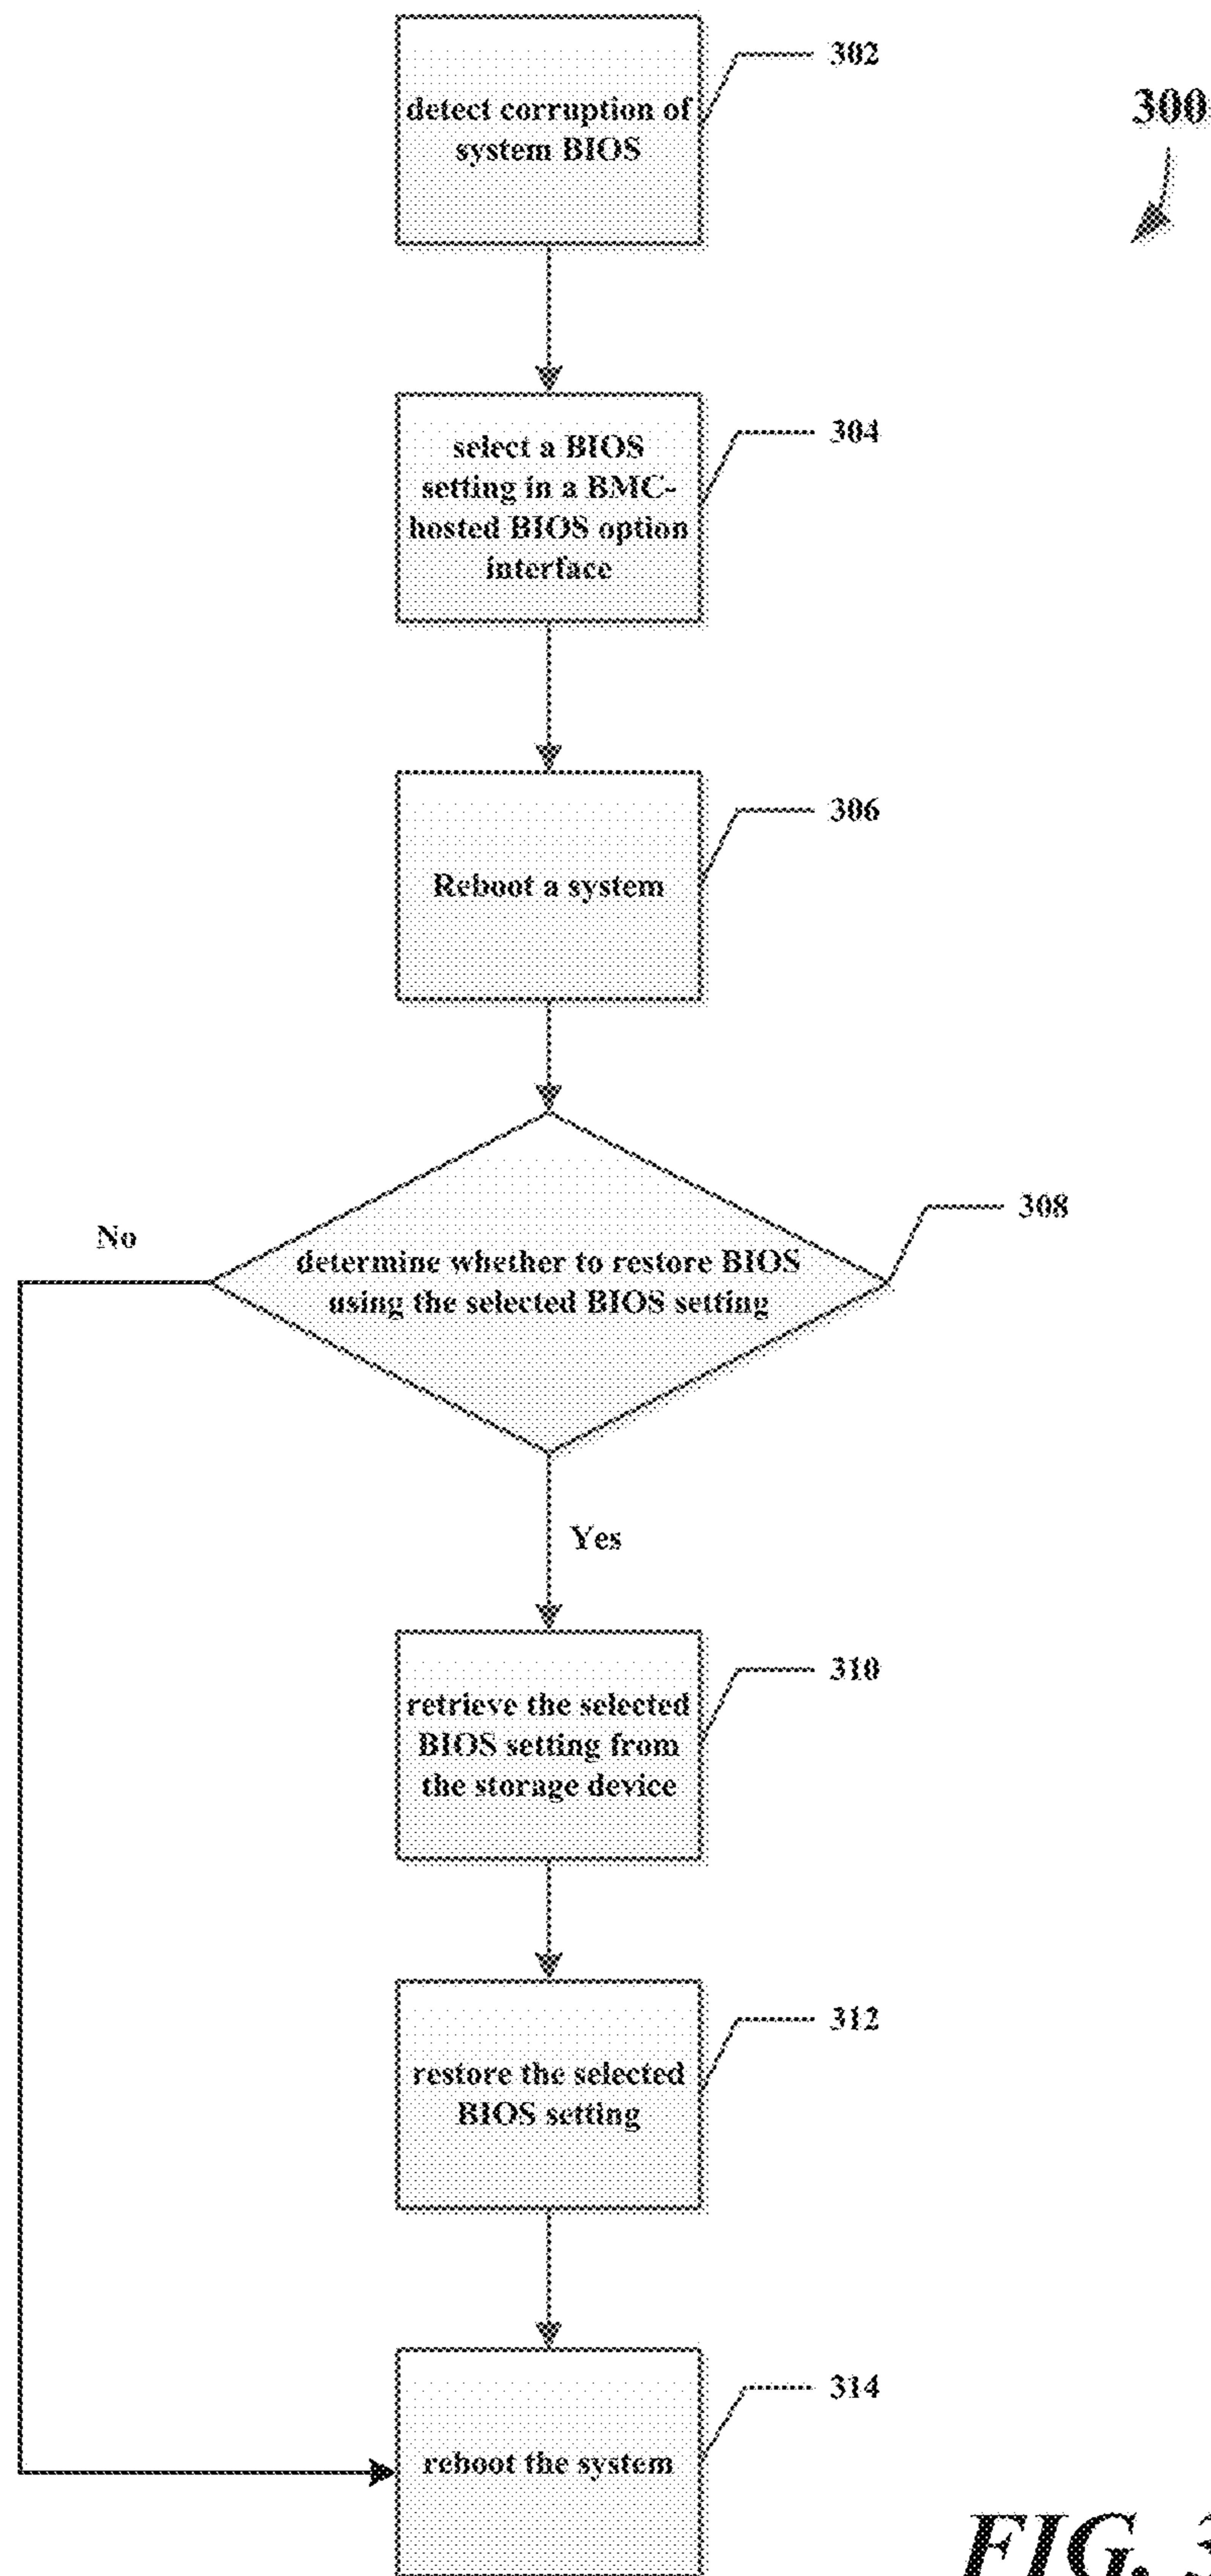 detect corruption of
system BIOS
302
300
select a BIOS
setting in a BMC-
hosted BIOS option
interface
304
Reboot a system
306
determine whether to restore BIOS
using the selected BIOS setting
308
No
Yes
retrieve the selected
BIOS setting from
the storage device
310
restore the selected
BIOS setting
312
reboot the system
314
FIG. 3